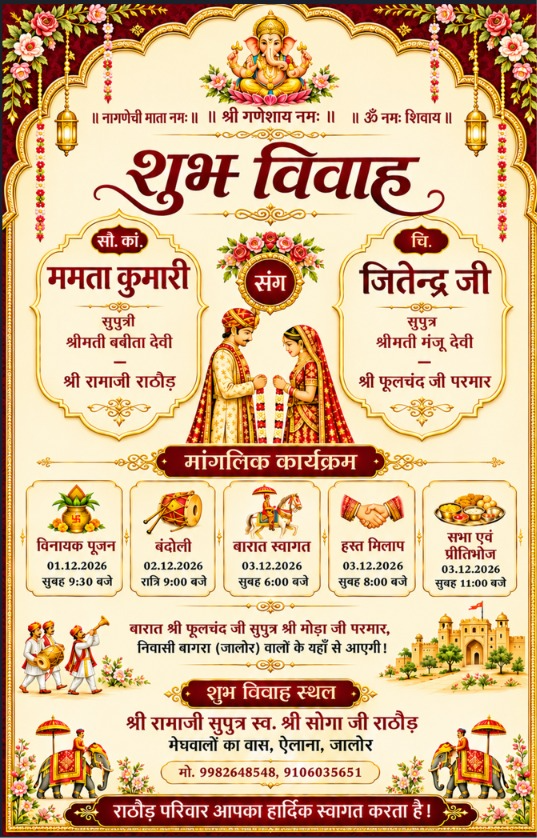 ॥ नागणेची माता नमः ॥ ॥ श्री गणेशाय नमः ॥ ॥ ॐ नमः शिवाय ॥
शुभ विवाह
सौ. कां.
ममता कुमारी
सुपुत्री
श्रीमती बबीता देवी
—
श्री रामाजी राठौड़
संग
चि.
जितेन्द्र जी
सुपुत्र
श्रीमती मंजू देवी
—
श्री फूलचंद जी परमार
मांगलिक कार्यक्रम
विनायक पूजन
01.12.2026
सुबह 9:30 बजे
बंदोली
02.12.2026
रात्रि 9:00 बजे
बारात स्वागत
03.12.2026
सुबह 6:00 बजे
हस्त मिलाप
03.12.2026
सुबह 8:00 बजे
सभा एवं
प्रीतिभोज
03.12.2026
सुबह 11:00 बजे
बारात श्री फूलचंद जी सुपुत्र श्री मोड़ा जी परमार,
निवासी बागरा (जालोर) वालों के यहाँ से आएगी !
शुभ विवाह स्थल
श्री रामाजी सुपुत्र स्व. श्री सोगा जी राठौड़
मेघवालों का वास, ऐलाना, जालोर
मो. 9982648548, 9106035651
राठौड़ परिवार आपका हार्दिक स्वागत करता है !